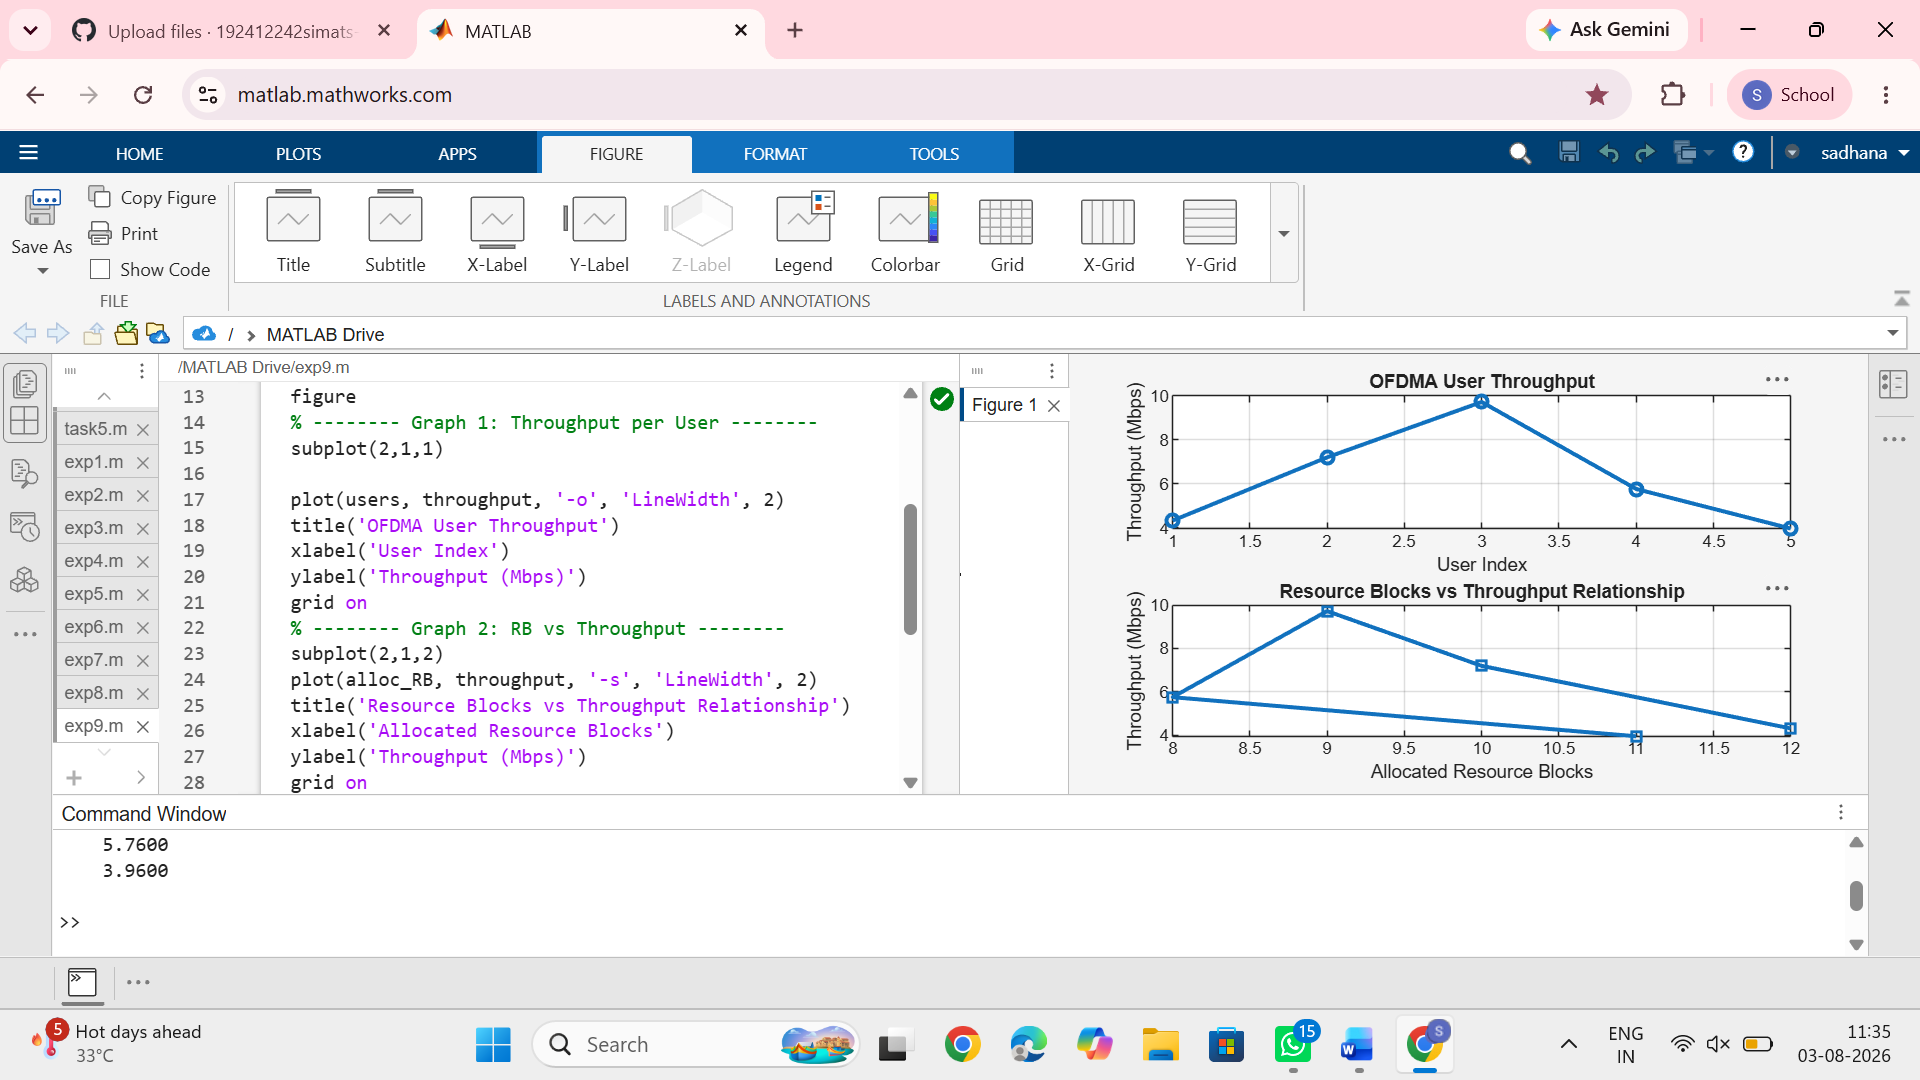 Upload files · 192412242simats-
MATLAB
Ask Gemini
matlab.mathworks.com
S
School
HOME
PLOTS
APPS
FIGURE
FORMAT
TOOLS
?
sadhana
Save As
Copy Figure
Print
Show Code
FILE
Title
Subtitle
X-Label
Y-Label
Z-Label
Legend
Colorbar
Grid
X-Grid
Y-Grid
LABELS AND ANNOTATIONS
/ › MATLAB Drive
/MATLAB Drive/exp9.m
task5.m
exp1.m
exp2.m
exp3.m
exp4.m
exp5.m
exp6.m
exp7.m
exp8.m
exp9.m
13 figure
14 % -------- Graph 1: Throughput per User --------
15 subplot(2,1,1)
16
17 plot(users, throughput, '-o', 'LineWidth', 2)
18 title('OFDMA User Throughput')
19 xlabel('User Index')
20 ylabel('Throughput (Mbps)')
21 grid on
22 % -------- Graph 2: RB vs Throughput --------
23 subplot(2,1,2)
24 plot(alloc_RB, throughput, '-s', 'LineWidth', 2)
25 title('Resource Blocks vs Throughput Relationship')
26 xlabel('Allocated Resource Blocks')
27 ylabel('Throughput (Mbps)')
28 grid on
Figure 1
OFDMA User Throughput
Throughput (Mbps)
10
8
6
4
1 1.5 2 2.5 3 3.5 4 4.5 5
User Index
Resource Blocks vs Throughput Relationship
Throughput (Mbps)
10
8
6
4
8 8.5 9 9.5 10 10.5 11 11.5 12
Allocated Resource Blocks
Command Window
5.7600
3.9600
>>
5
Hot days ahead
33°C
Search
15
W
S
ENG
IN
11:35
03-08-2026